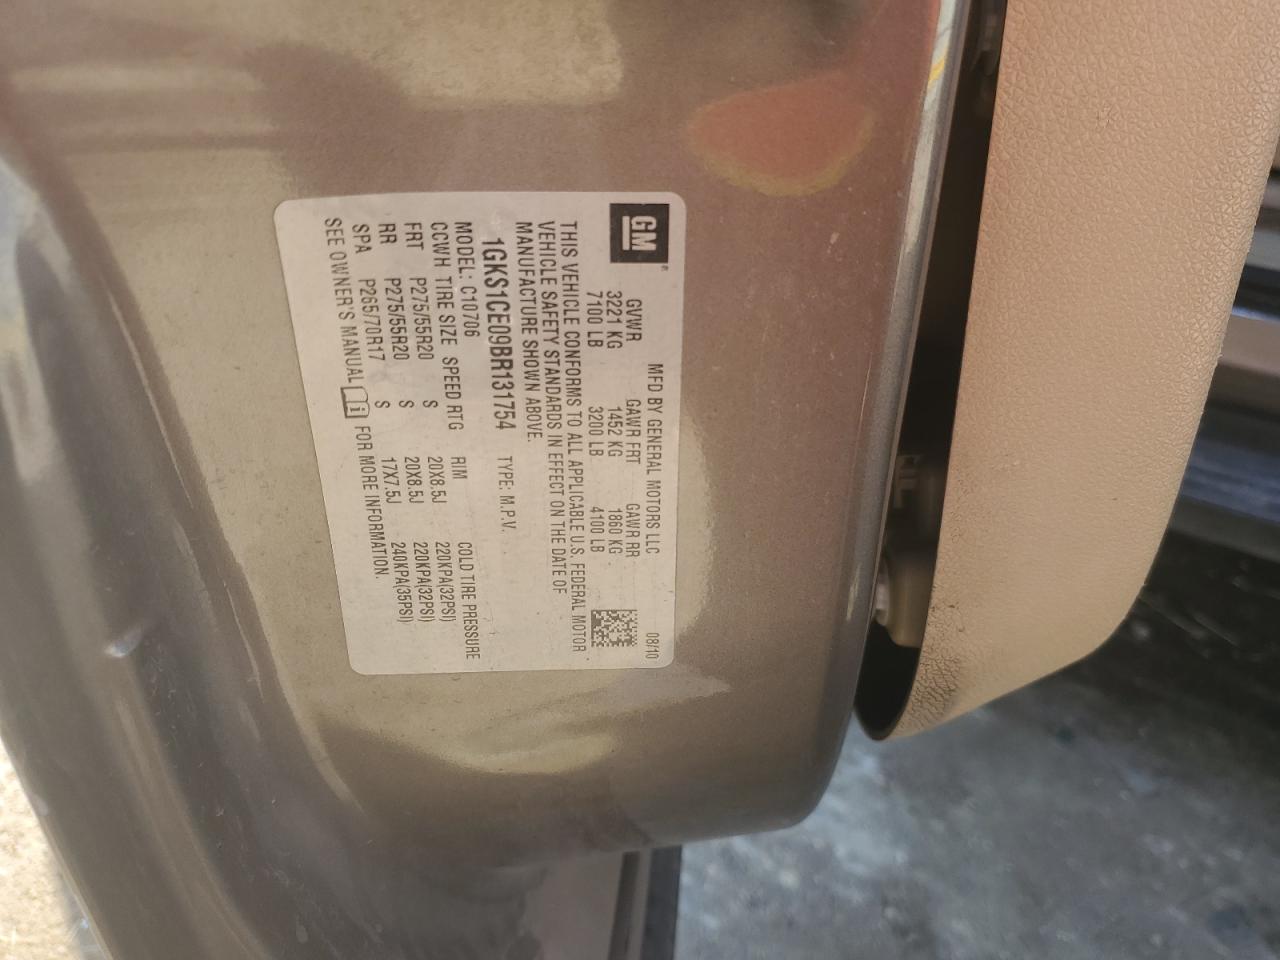 GM
MFD BY GENERAL MOTORS LLC 08/10
GVWR GAWR FRT GAWR RR
3221 KG 1452 KG 1860 KG
7100 LB 3200 LB 4100 LB
THIS VEHICLE CONFORMS TO ALL APPLICABLE U.S. FEDERAL MOTOR
VEHICLE SAFETY STANDARDS IN EFFECT ON THE DATE OF
MANUFACTURE SHOWN ABOVE.
1GKS1CE09BR131754 TYPE: M.P.V.
MODEL: C10706
CCWH TIRE SIZE SPEED RTG RIM COLD TIRE PRESSURE
FRT P275/55R20 S 20X8.5J 220KPA(32PSI)
RR P275/55R20 S 20X8.5J 220KPA(32PSI)
SPA P265/70R17 S 17X7.5J 240KPA(35PSI)
SEE OWNER'S MANUAL i FOR MORE INFORMATION.